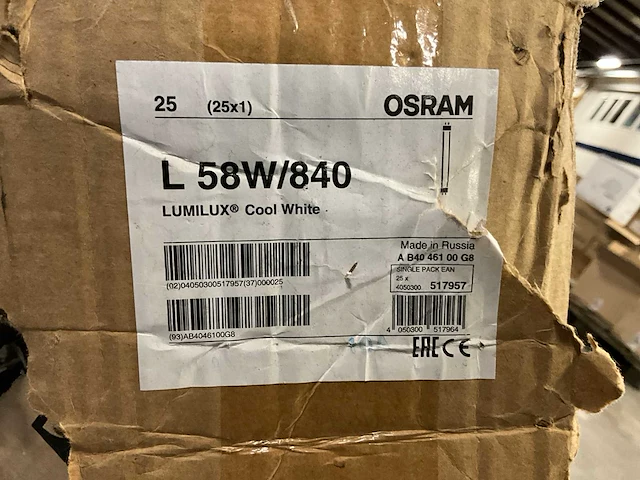 25 (25x1) OSRAM
L 58W/840
LUMILUX® Cool White
Made in Russia
A B40 461 00 G8
SINGLE PACK EAN
25 x
4050300 517957
(02)04050300517957(37)000025
4 050300 517964
(93)AB4046100G8
EAC CE